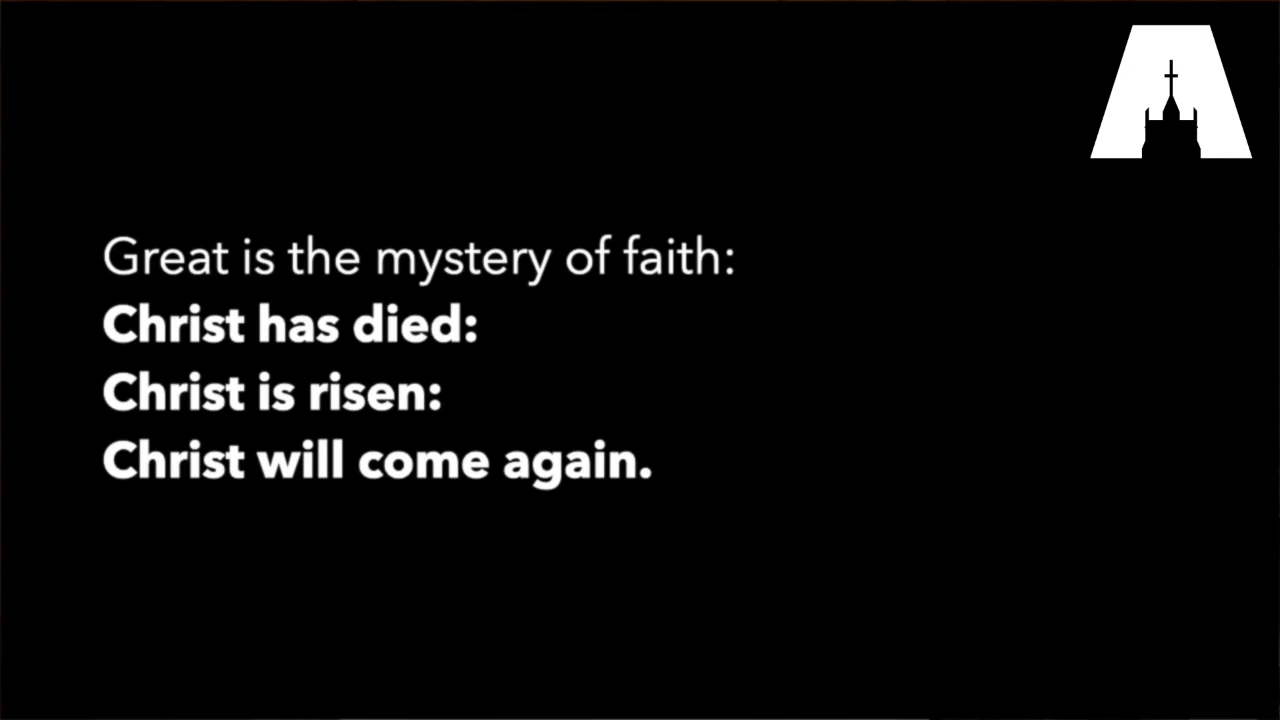 Great is the mystery of faith:
Christ has died:
Christ is risen:
Christ will come again.